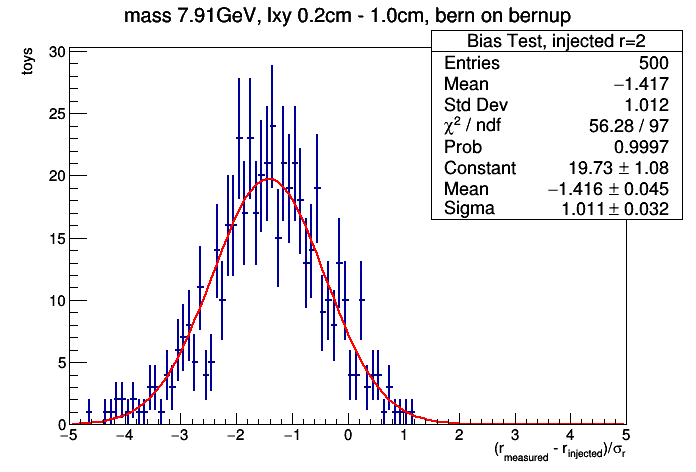 mass 7.91GeV, lxy 0.2cm - 1.0cm, bern on bernup
Bias Test, injected r=2
Entries 500
Mean −1.417
Std Dev 1.012
χ² / ndf 56.28 / 97
Prob 0.9997
Constant 19.73 ± 1.08
Mean −1.416 ± 0.045
Sigma 1.011 ± 0.032
toys
30
25
20
15
10
5
0
−5 −4 −3 −2 −1 0 1 2 3 4 5
(r_measured - r_injected)/σ_r